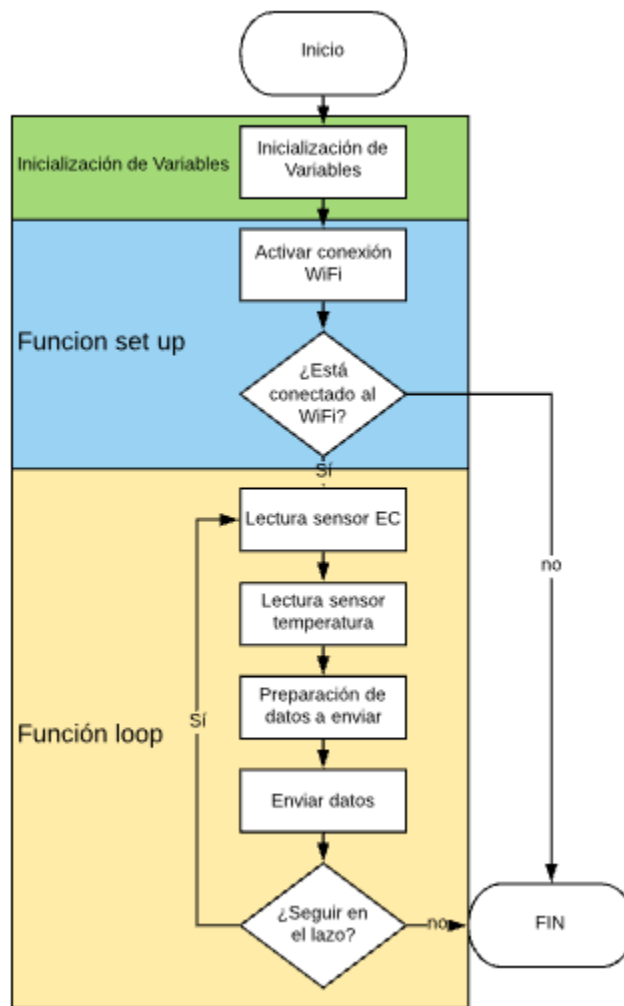 Inicio
Inicialización de Variables
Inicialización de
Variables
Activar conexión
WiFi
Funcion set up
¿Está
conectado al
WiFi?
Sí
Lectura sensor EC
no
Lectura sensor
temperatura
Preparación de
datos a enviar
Sí
Función loop
Enviar datos
¿Seguir en
el lazo?
no
FIN